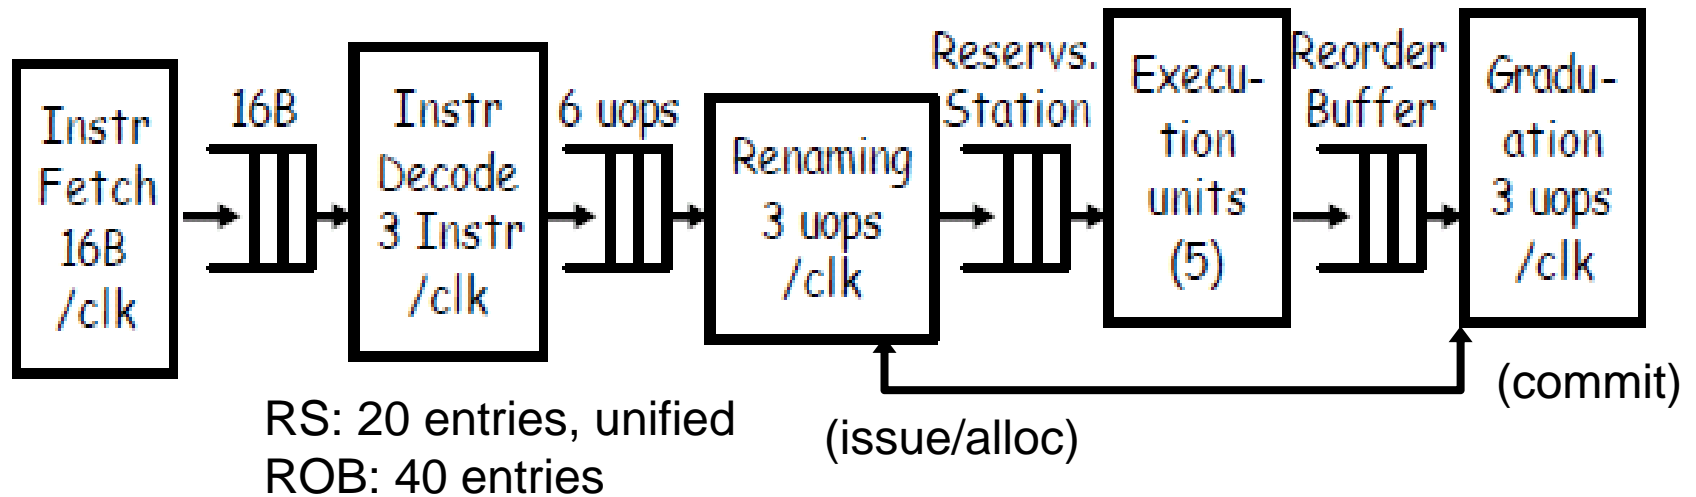 Instr
Fetch
16B
/clk
16B
Instr
Decode
3 Instr
/clk
6 uops
Renaming
3 uops
/clk
Reservs.
Station
Execu-
tion
units
(5)
Reorder
Buffer
Gradu-
ation
3 uops
/clk
(commit)
(issue/alloc)
RS: 20 entries, unified
ROB: 40 entries